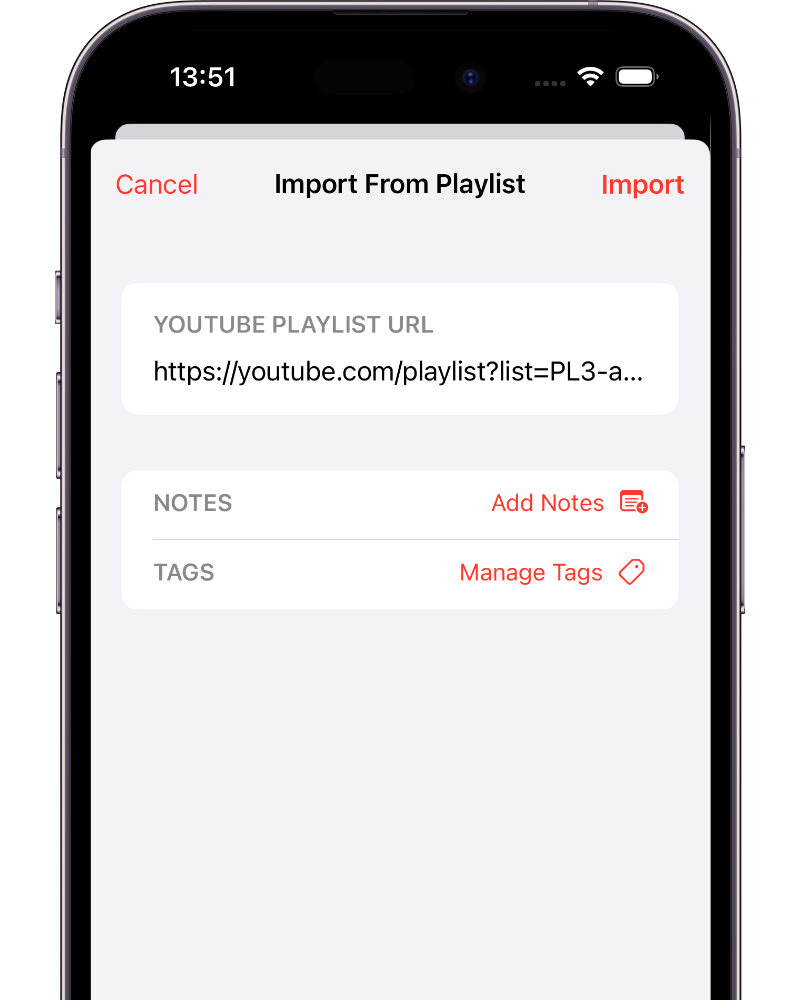 13:51
Cancel Import From Playlist Import
YOUTUBE PLAYLIST URL
https://youtube.com/playlist?list=PL3-a...
NOTES Add Notes
TAGS Manage Tags